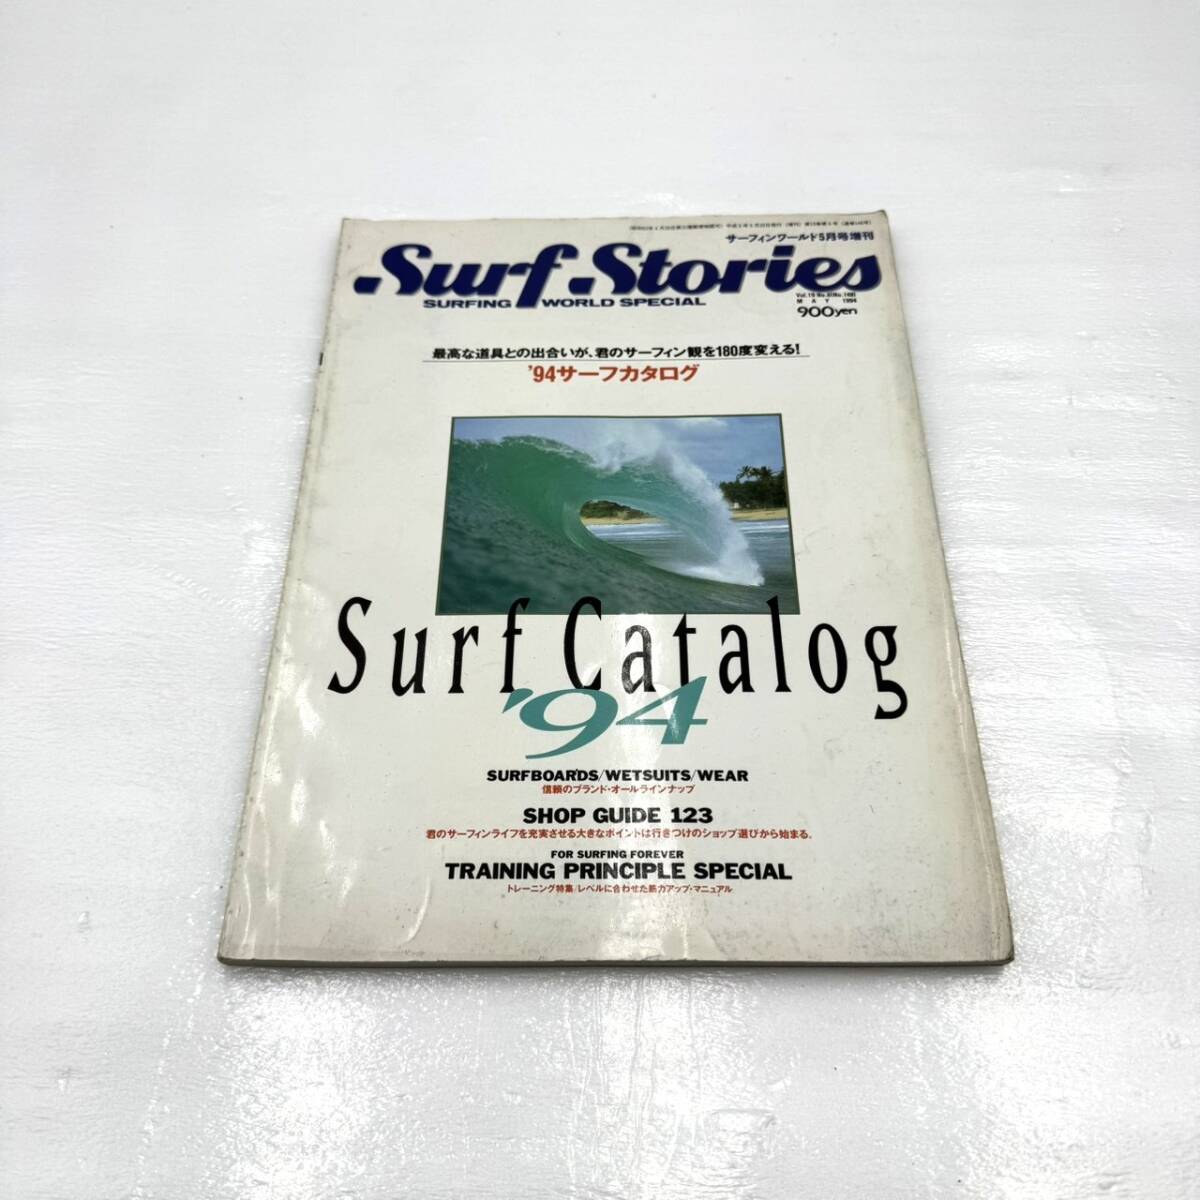 サーフィンワールド5月号増刊
Surf Stories
SURFING WORLD SPECIAL
MAY 1994
900yen
最高な道具との出合いが、君のサーフィン観を180度変える!
'94サーフカタログ
Surf Catalog
'94
SURFBOARDS/WETSUITS/WEAR
信頼のブランド・オールラインナップ
SHOP GUIDE 123
君のサーフィンライフを充実させる大きなポイントは行きつけのショップ選びから始まる。
FOR SURFING FOREVER
TRAINING PRINCIPLE SPECIAL
トレーニング特集/レベルに合わせた筋力アップ・マニュアル